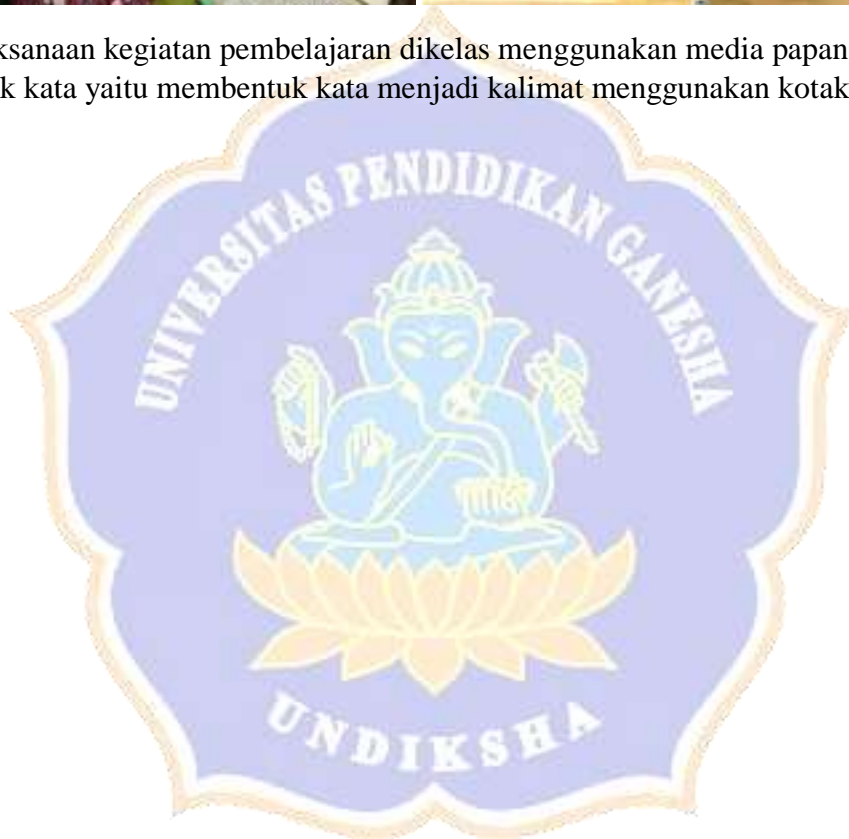 ksanaan kegiatan pembelajaran dikelas menggunakan media papan
k kata yaitu membentuk kata menjadi kalimat menggunakan kotak
UNIVERSITAS PENDIDIKAN GANESHA
UNDIKSHA